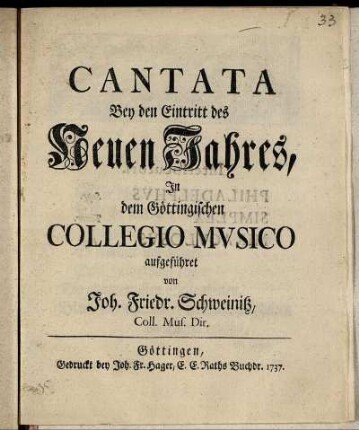 33
CANTATA
Bey den Eintritt des
Neuen Jahres,
In
dem Göttingischen
COLLEGIO MVSICO
aufgeführet
von
Joh. Friedr. Schweinitz,
Coll. Mus. Dir.
Göttingen,
Gedruckt bey Joh. Fr. Hager, E. E. Raths Buchdr. 1737.